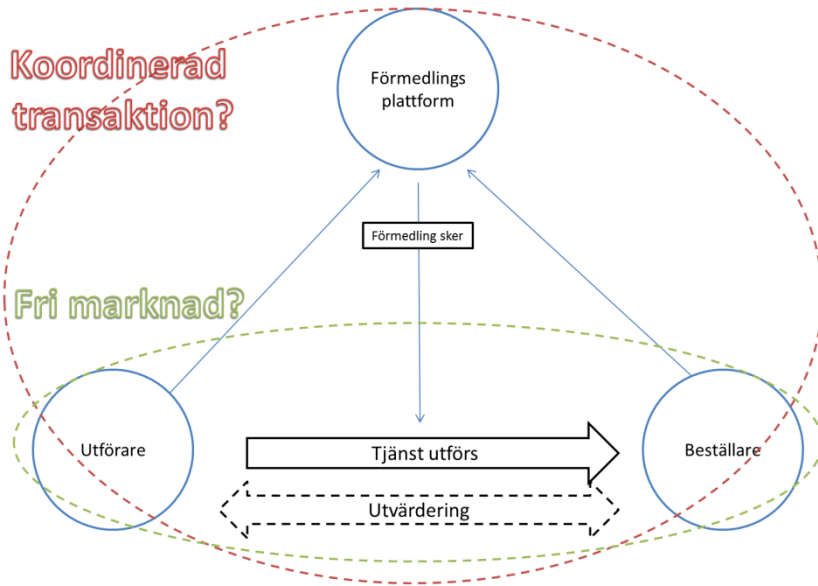 Koordinerad
transaktion?
Förmedlings
plattform
Förmedling sker
Fri marknad?
Utförare
Tjänst utförs
Beställare
Utvärdering